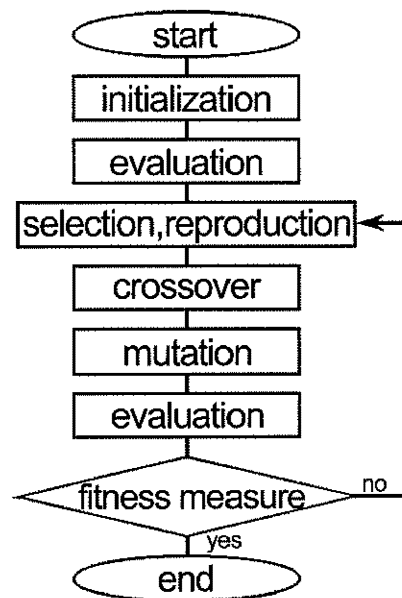 start
initialization
evaluation
selection,reproduction
crossover
mutation
evaluation
fitness measure
no
yes
end